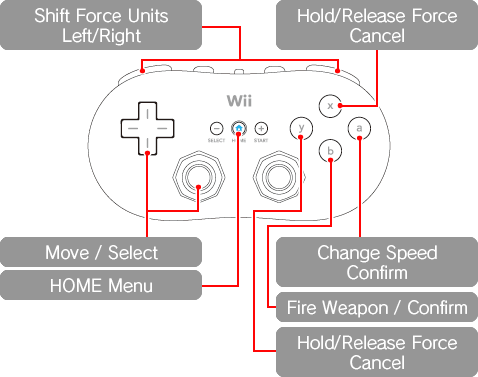 Shift Force Units
Left/Right
Hold/Release Force
Cancel
Wii
x
y
a
b
SELECT HOME START
Move / Select
HOME Menu
Change Speed
Confirm
Fire Weapon / Confirm
Hold/Release Force
Cancel